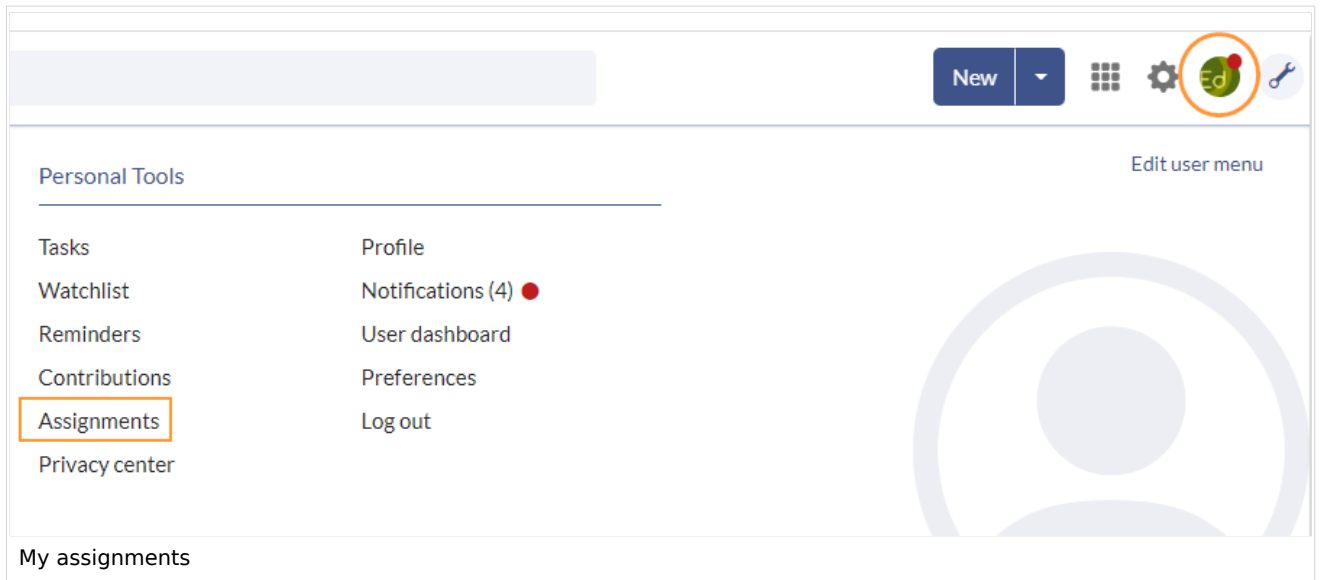 New
Ed
Personal Tools
Edit user menu
Tasks
Profile
Watchlist
Notifications (4)
Reminders
User dashboard
Contributions
Preferences
Assignments
Log out
Privacy center
My assignments